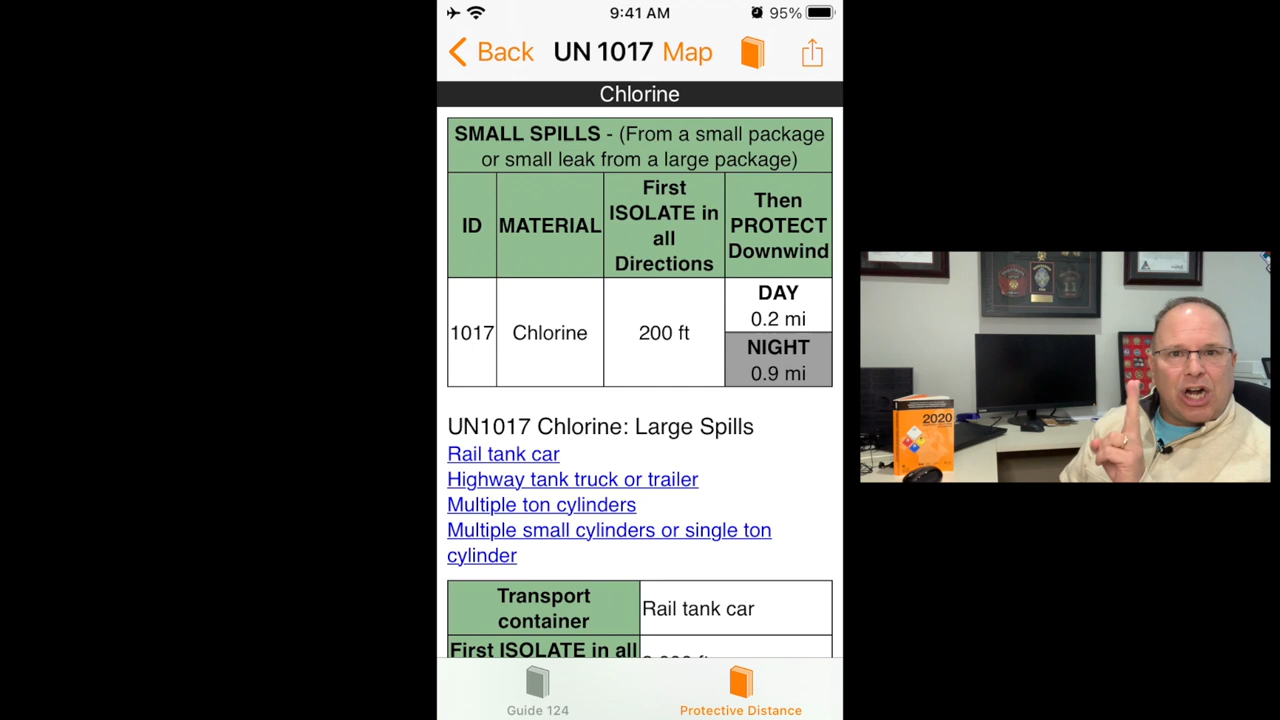 9:41 AM
95%
Back
UN 1017
Map
Chlorine
SMALL SPILLS - (From a small package
or small leak from a large package)
ID
MATERIAL
First
ISOLATE in
all
Directions
Then
PROTECT
Downwind
1017
Chlorine
200 ft
DAY
0.2 mi
NIGHT
0.9 mi
UN1017 Chlorine: Large Spills
Rail tank car
Highway tank truck or trailer
Multiple ton cylinders
Multiple small cylinders or single ton
cylinder
Transport
container
Rail tank car
First ISOLATE in all
Guide 124
Protective Distance
2020